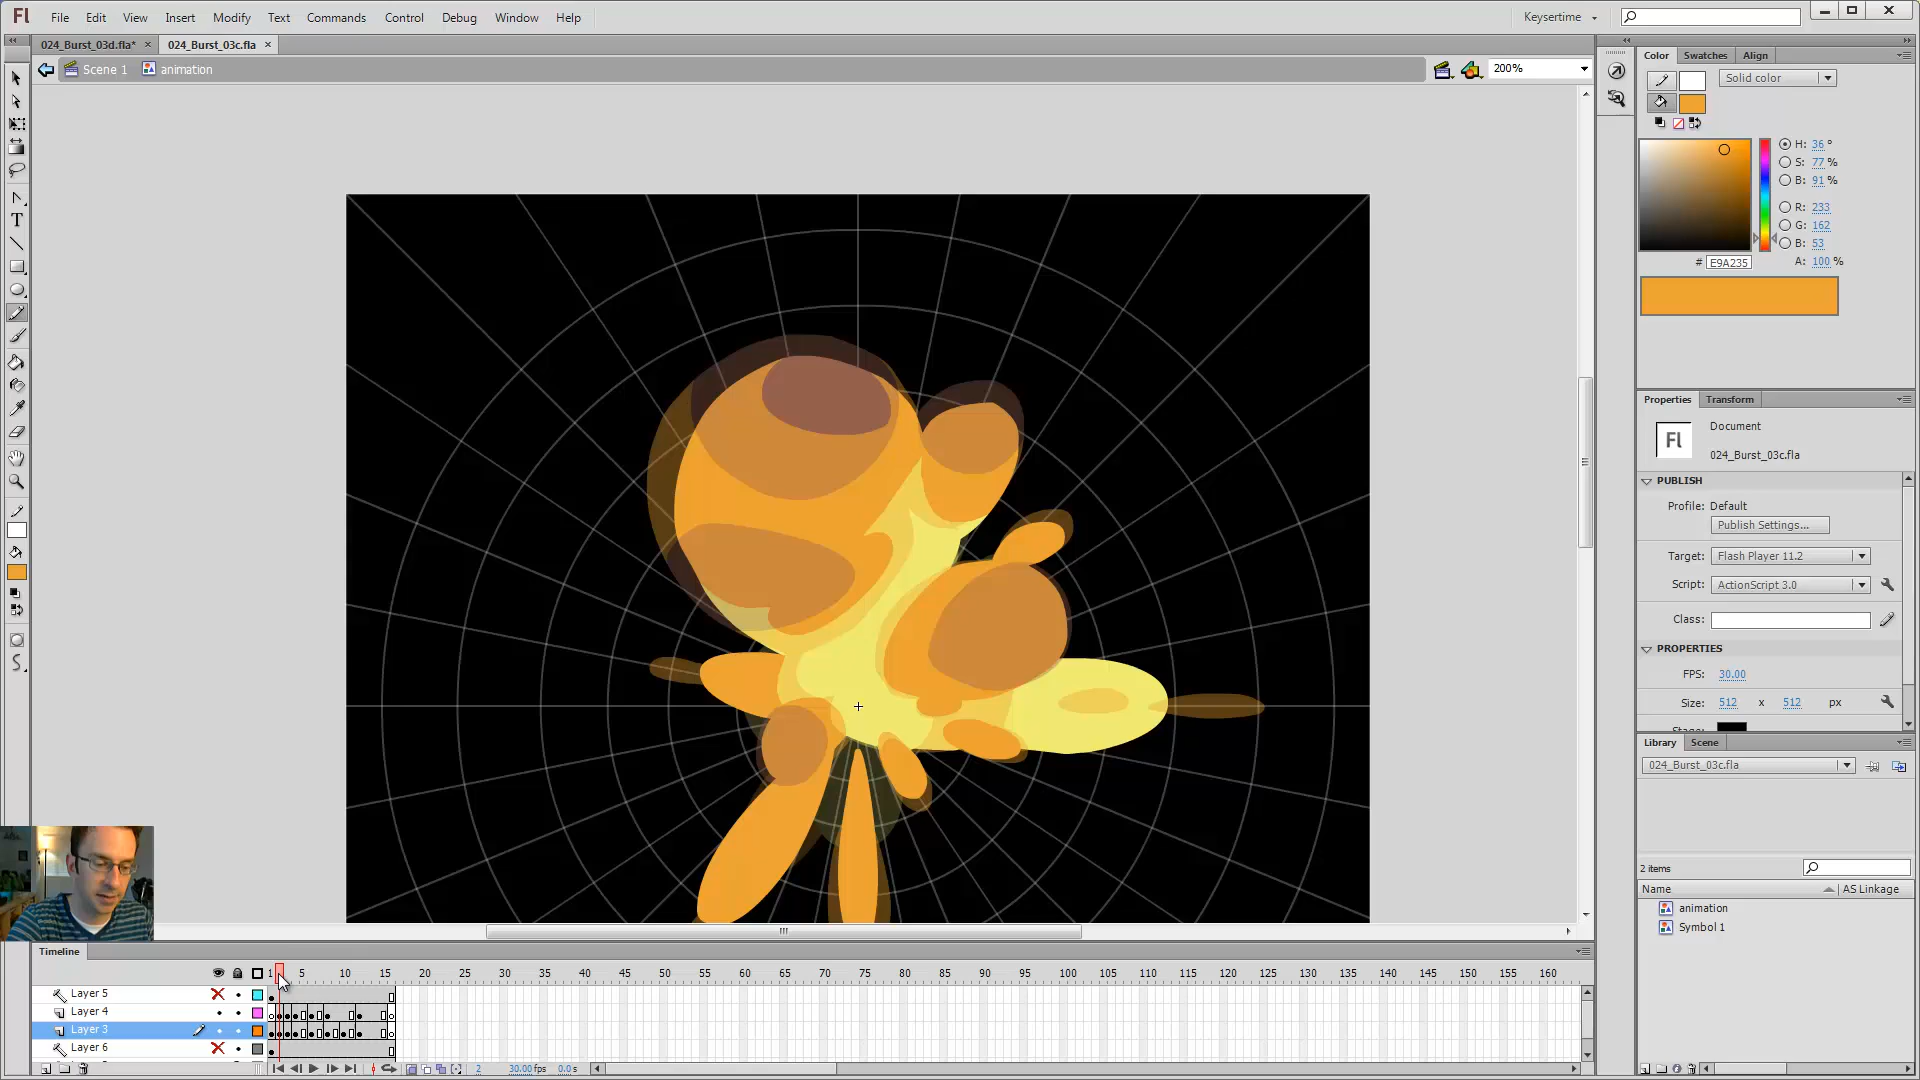 Fl File Edit View Insert Modify Text Commands Control Debug Window Help Keysertime
024_Burst_03d.fla* × 024_Burst_03c.fla ×
Scene 1 animation 200%
Color Swatches Align
Solid color
H: 36 °
S: 77 %
B: 91 %
R: 233
G: 162
B: 53
# E9A235 A: 100 %
Properties Transform
Fl Document
024_Burst_03c.fla
PUBLISH
Profile: Default
Publish Settings...
Target: Flash Player 11.2
Script: ActionScript 3.0
Class:
PROPERTIES
FPS: 30.00
Size: 512 x 512 px
Library Scene
024_Burst_03c.fla
2 items
Name AS Linkage
animation
Symbol 1
Timeline
1 5 10 15 20 25 30 35 40 45 50 55 60 65 70 75 80 85 90 95 100 105 110 115 120 125 130 135 140 145 150 155 160
Layer 5
Layer 4
Layer 3
Layer 6
2 30.00 fps 0.0 s